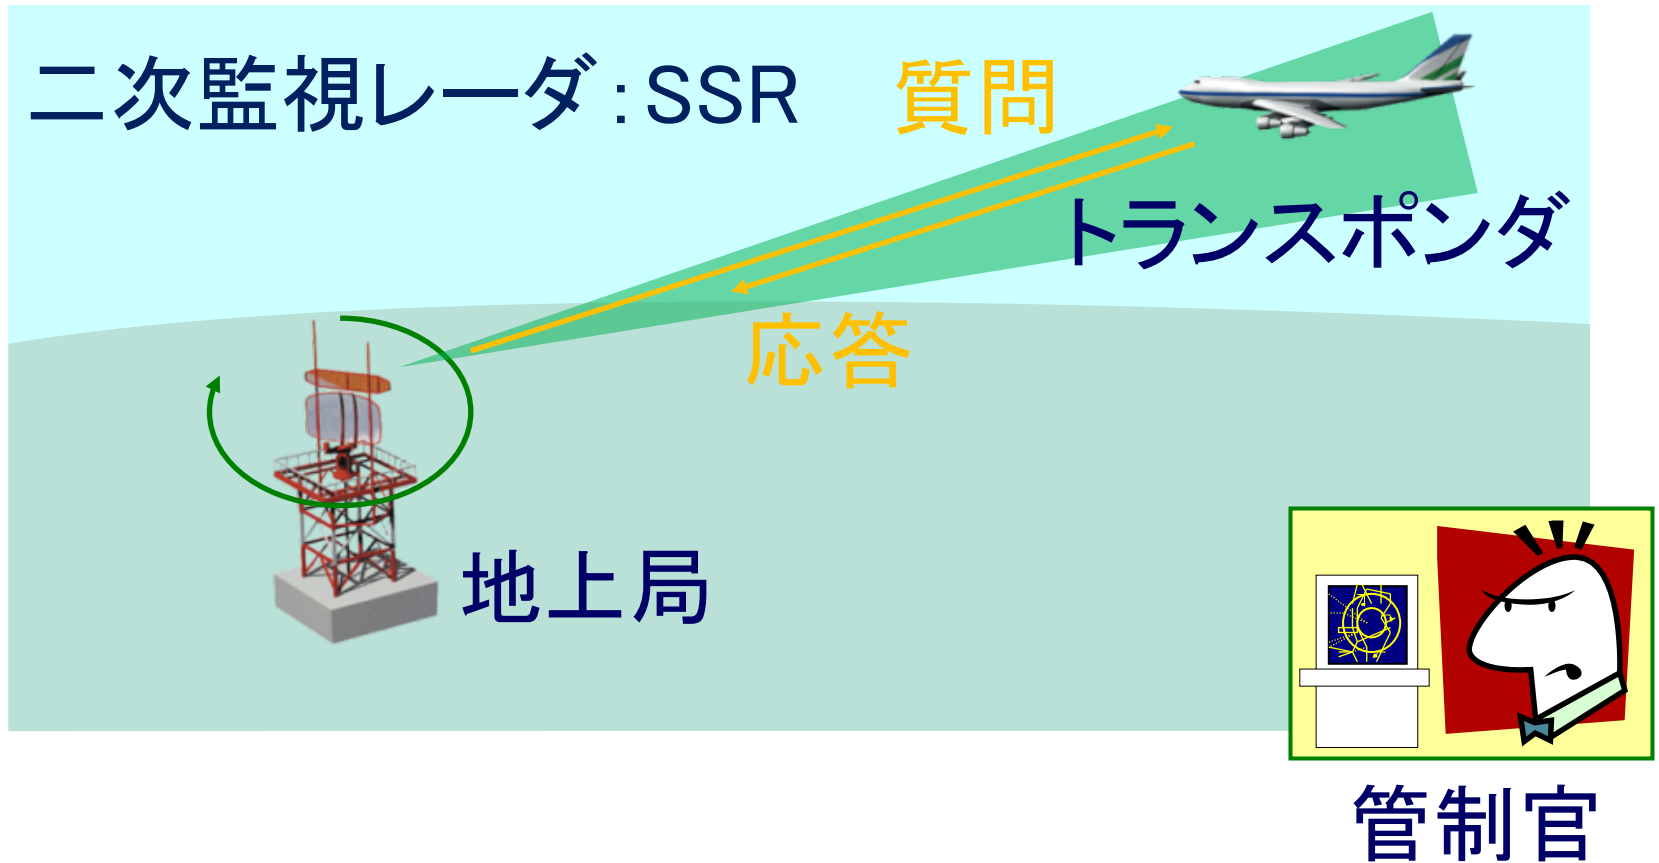 二次監視レーダ:SSR
質問
トランスポンダ
応答
地上局
管制官